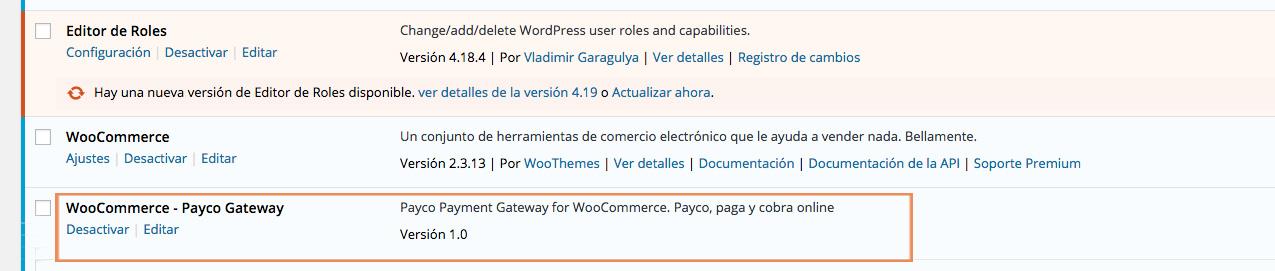 Editor de Roles
Change/add/delete WordPress user roles and capabilities.
Configuración | Desactivar | Editar
Versión 4.18.4 | Por Vladimir Garagulya | Ver detalles | Registro de cambios
Hay una nueva versión de Editor de Roles disponible. ver detalles de la versión 4.19 o Actualizar ahora.
WooCommerce
Un conjunto de herramientas de comercio electrónico que le ayuda a vender nada. Bellamente.
Ajustes | Desactivar | Editar
Versión 2.3.13 | Por WooThemes | Ver detalles | Documentación | Documentación de la API | Soporte Premium
WooCommerce - Payco Gateway
Payco Payment Gateway for WooCommerce. Payco, paga y cobra online
Desactivar | Editar
Versión 1.0